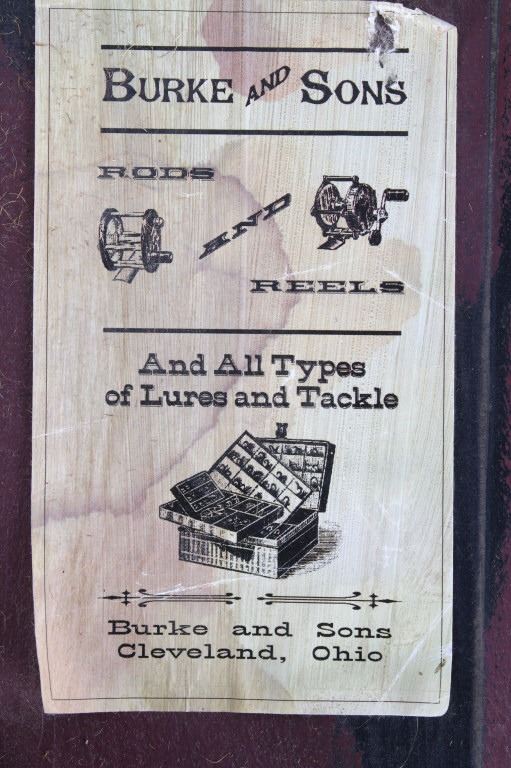 BURKE AND SONS
RODS
AND
REELS
And All Types
of Lures and Tackle
Burke and Sons
Cleveland, Ohio